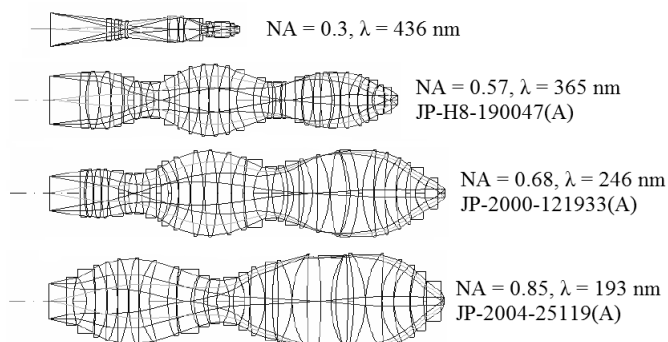 NA = 0.3, λ = 436 nm
NA = 0.57, λ = 365 nm
JP-H8-190047(A)
NA = 0.68, λ = 246 nm
JP-2000-121933(A)
NA = 0.85, λ = 193 nm
JP-2004-25119(A)